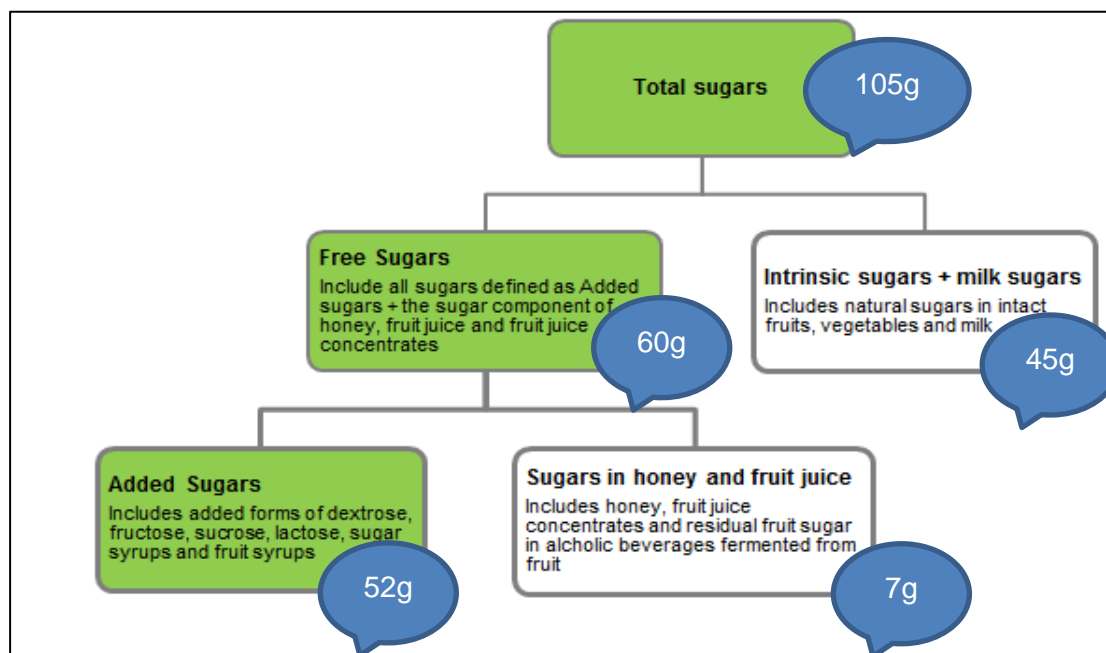 Total sugars
105g
Free Sugars
Include all sugars defined as Added
sugars + the sugar component of
honey, fruit juice and fruit juice
concentrates
60g
Intrinsic sugars + milk sugars
Includes natural sugars in intact
fruits, vegetables and milk
45g
Added Sugars
Includes added forms of dextrose,
fructose, sucrose, lactose, sugar
syrups and fruit syrups
52g
Sugars in honey and fruit juice
Includes honey, fruit juice
concentrates and residual fruit sugar
in alcholic beverages fermented from
fruit
7g